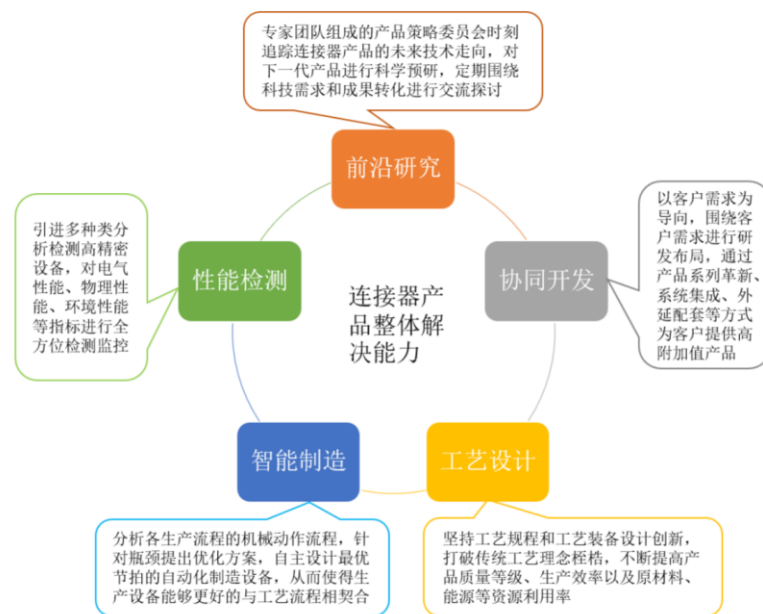 专家团队组成的产品策略委员会时刻
追踪连接器产品的未来技术走向，对
下一代产品进行科学预研，定期围绕
科技需求和成果转化进行交流探讨
前沿研究
以客户需求为
导向，围绕客
户需求进行研
发布局，通过
产品系列革新、
系统集成、外
延配套等方式
为客户提供高
附加值产品
协同开发
工艺设计
坚持工艺规程和工艺装备设计创新，
打破传统工艺理念桎梏，不断提高产
品质量等级、生产效率以及原材料、
能源等资源利用率
智能制造
分析各生产流程的机械动作流程，针
对瓶颈提出优化方案，自主设计最优
节拍的自动化制造设备，从而使得生
产设备能够更好的与工艺流程相契合
性能检测
引进多种类分
析检测高精密
设备，对电气
性能、物理性
能、环境性能
等指标进行全
方位检测监控
连接器产
品整体解
决能力